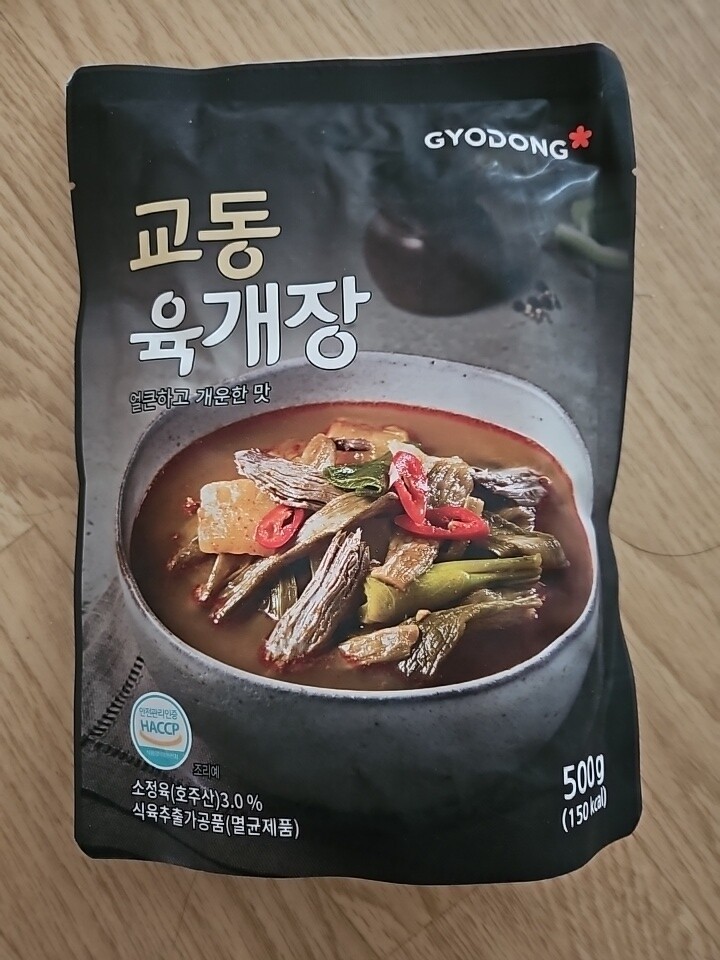 GYODONG
교동
육개장
얼큰하고 개운한 맛
안전관리인증
HACCP
조리예
소정육(호주산)3.0 %
식육추출가공품(멸균제품)
500g
(150 kcal)